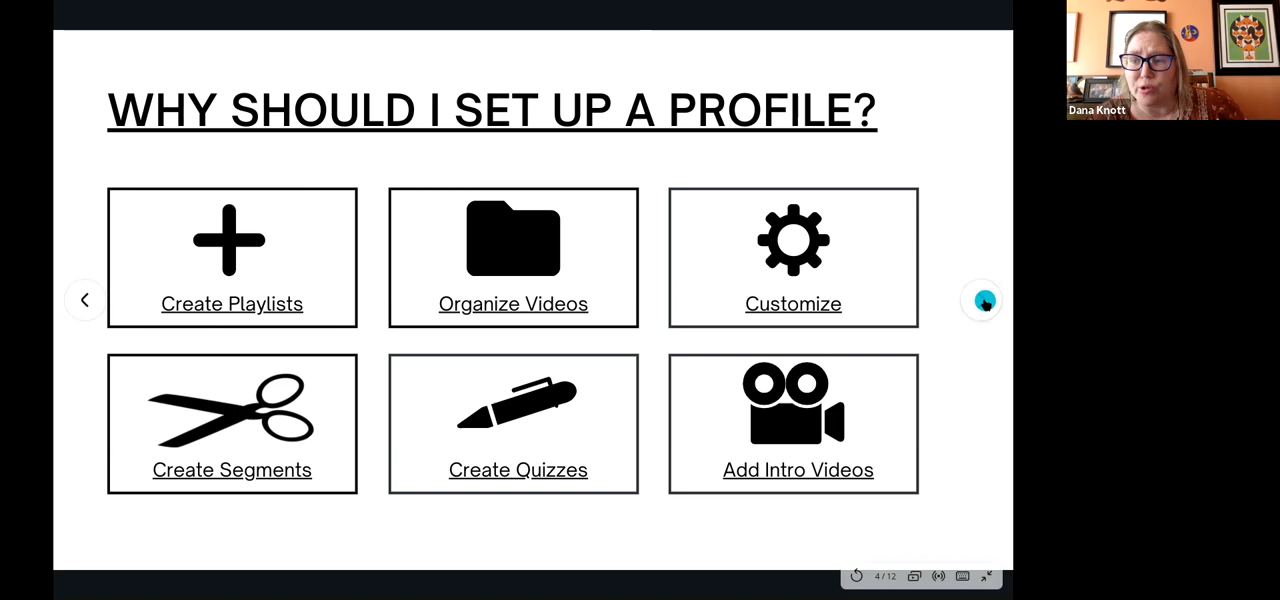 WHY SHOULD I SET UP A PROFILE?
Create Playlists
Organize Videos
Customize
Create Segments
Create Quizzes
Add Intro Videos
Dana Knott
4 / 12